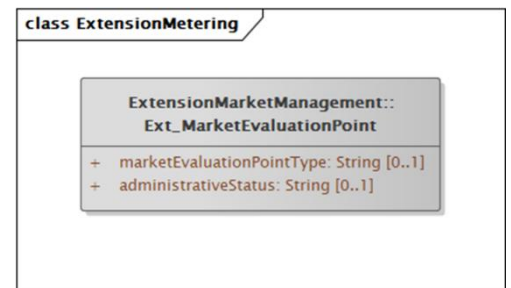 class ExtensionMetering
ExtensionMarketManagement::
Ext_MarketEvaluationPoint
+ marketEvaluationPointType: String [0..1]
+ administrativeStatus: String [0..1]